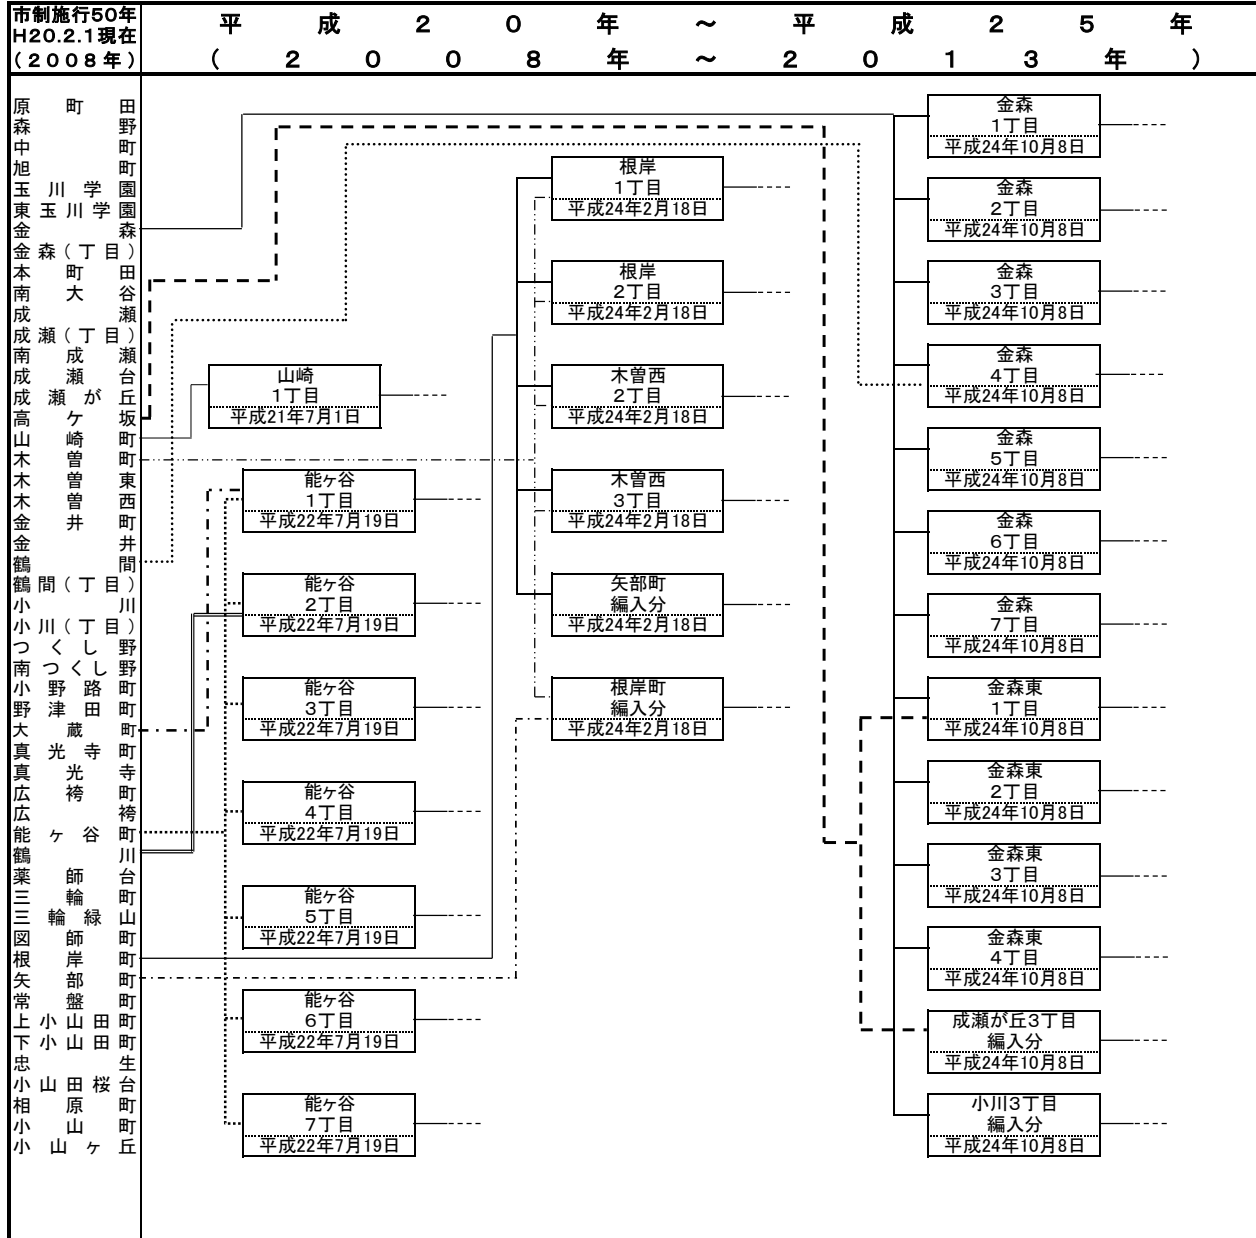 市制施行50年
H20.2.1現在
(2008年)
平成20年～平成25年
(2008年～2013年)
原町田
森野
中町
旭町
玉川学園
東玉川学園
金森
金森(丁目)
本町田
南大谷
成瀬
成瀬(丁目)
南成瀬
成瀬台
成瀬が丘
高ケ坂
山崎町
木曽町
木曽東
木曽西
金井町
金井
鶴間
鶴間(丁目)
小川
小川(丁目)
つくし野
南つくし野
小野路町
野津田町
大蔵町
真光寺町
真光寺
広袴町
広袴
能ヶ谷町
鶴川
薬師台
三輪町
三輪緑山
図師町
根岸町
矢部町
常盤町
上小山田町
下小山田町
忠生
小山田桜台
相原町
小山町
小山ヶ丘
山崎
1丁目
平成21年7月1日
能ヶ谷
1丁目
平成22年7月19日
能ヶ谷
2丁目
平成22年7月19日
能ヶ谷
3丁目
平成22年7月19日
能ヶ谷
4丁目
平成22年7月19日
能ヶ谷
5丁目
平成22年7月19日
能ヶ谷
6丁目
平成22年7月19日
能ヶ谷
7丁目
平成22年7月19日
根岸
1丁目
平成24年2月18日
根岸
2丁目
平成24年2月18日
木曽西
2丁目
平成24年2月18日
木曽西
3丁目
平成24年2月18日
矢部町
編入分
平成24年2月18日
根岸町
編入分
平成24年2月18日
金森
1丁目
平成24年10月8日
金森
2丁目
平成24年10月8日
金森
3丁目
平成24年10月8日
金森
4丁目
平成24年10月8日
金森
5丁目
平成24年10月8日
金森
6丁目
平成24年10月8日
金森
7丁目
平成24年10月8日
金森東
1丁目
平成24年10月8日
金森東
2丁目
平成24年10月8日
金森東
3丁目
平成24年10月8日
金森東
4丁目
平成24年10月8日
成瀬が丘3丁目
編入分
平成24年10月8日
小川3丁目
編入分
平成24年10月8日